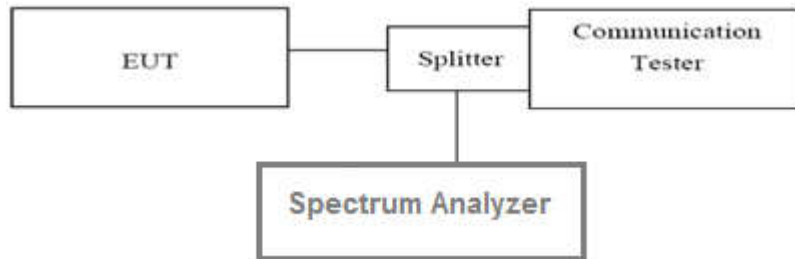 EUT
Splitter
Communication
Tester
Spectrum Analyzer